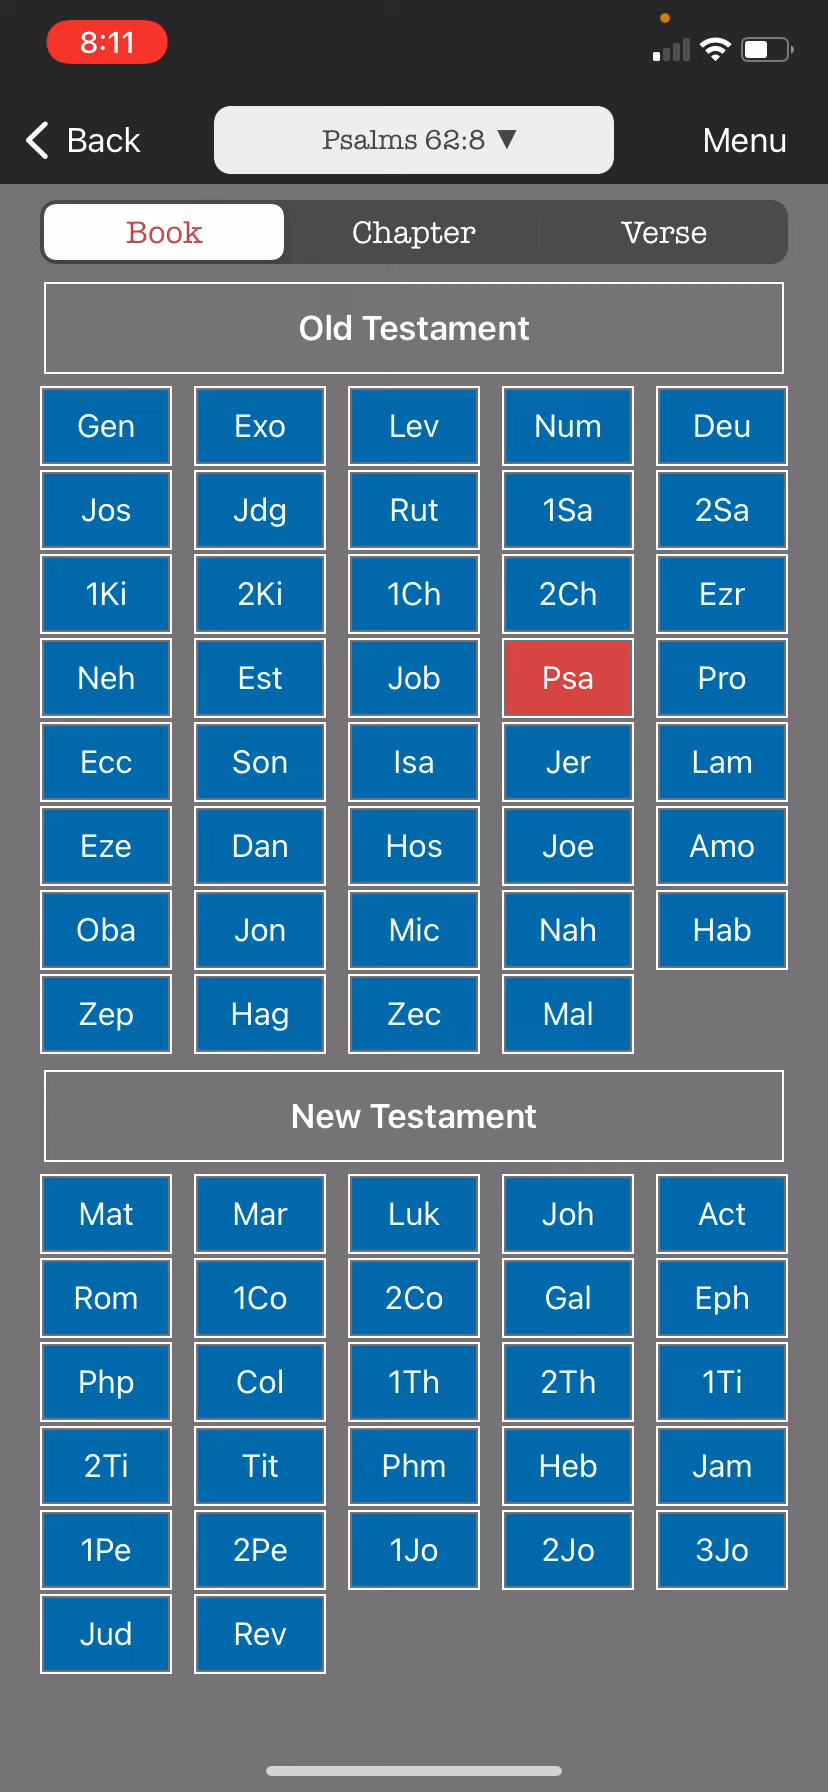 8:11
Back Psalms 62:8 ▼ Menu
Book Chapter Verse
Old Testament
Gen Exo Lev Num Deu
Jos Jdg Rut 1Sa 2Sa
1Ki 2Ki 1Ch 2Ch Ezr
Neh Est Job Psa Pro
Ecc Son Isa Jer Lam
Eze Dan Hos Joe Amo
Oba Jon Mic Nah Hab
Zep Hag Zec Mal
New Testament
Mat Mar Luk Joh Act
Rom 1Co 2Co Gal Eph
Php Col 1Th 2Th 1Ti
2Ti Tit Phm Heb Jam
1Pe 2Pe 1Jo 2Jo 3Jo
Jud Rev